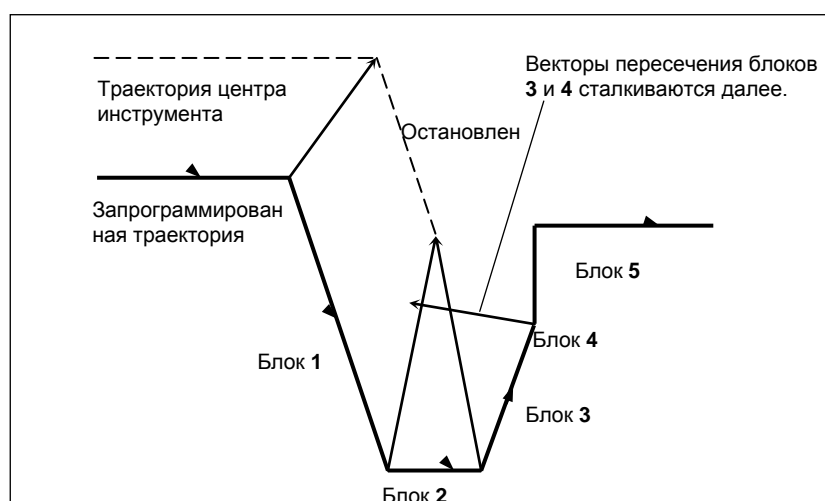 Траектория центра
инструмента
Векторы пересечения блоков
3 и 4 сталкиваются далее.
Остановлен
Запрограммирован
ная траектория
Блок 5
Блок 4
Блок 1
Блок 3
Блок 2